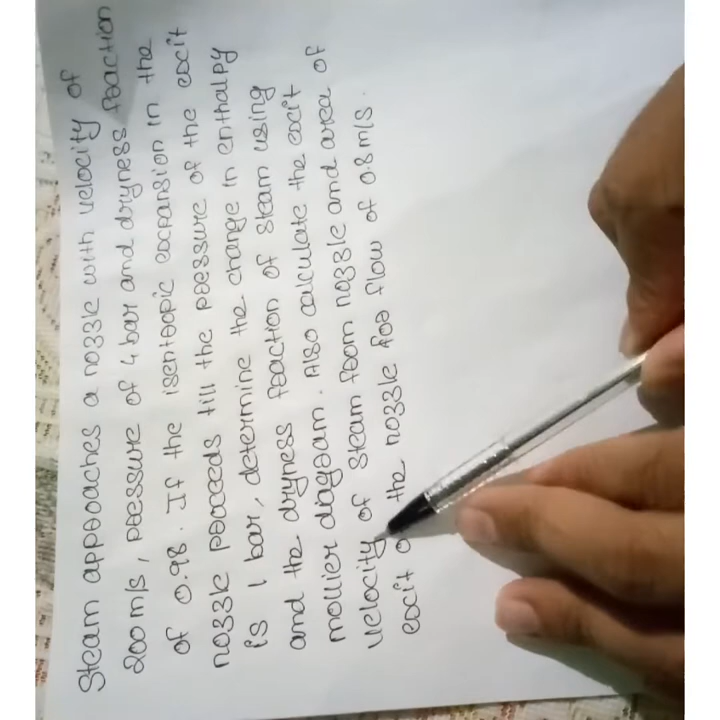 Steam approaches a nozzle with velocity of
200m/s, pressure of 4 bar and dryness fraction
of 0.98. If the isentropic expansion in the
nozzle proceeds till the pressure of the exit
is 1 bar, determine the change in enthalpy
and the dryness fraction of steam using
mollier diagram. Also calculate the exit
velocity of steam from nozzle and area of
exit the nozzle for flow of 0.8 m/s.